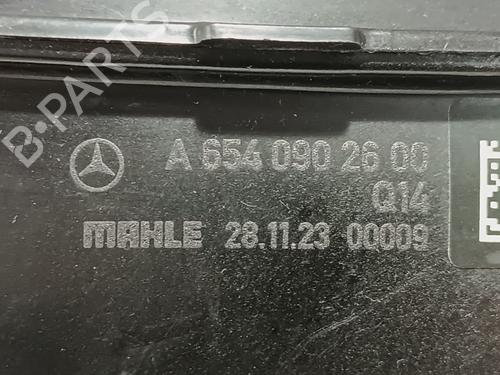 B-PARTS
A 654 090 26 00
Q14
MAHLE 28.11.23 00009